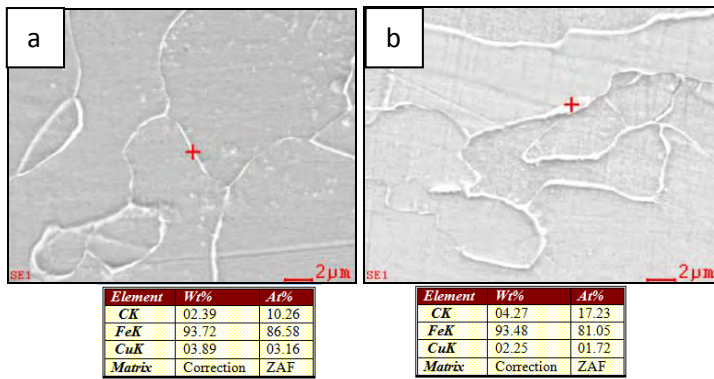 a
b
SE1
2µm
SE1
2µm
Element Wt% At%
CK 02.39 10.26
FeK 93.72 86.58
CuK 03.89 03.16
Matrix Correction ZAF
Element Wt% At%
CK 04.27 17.23
FeK 93.48 81.05
CuK 02.25 01.72
Matrix Correction ZAF